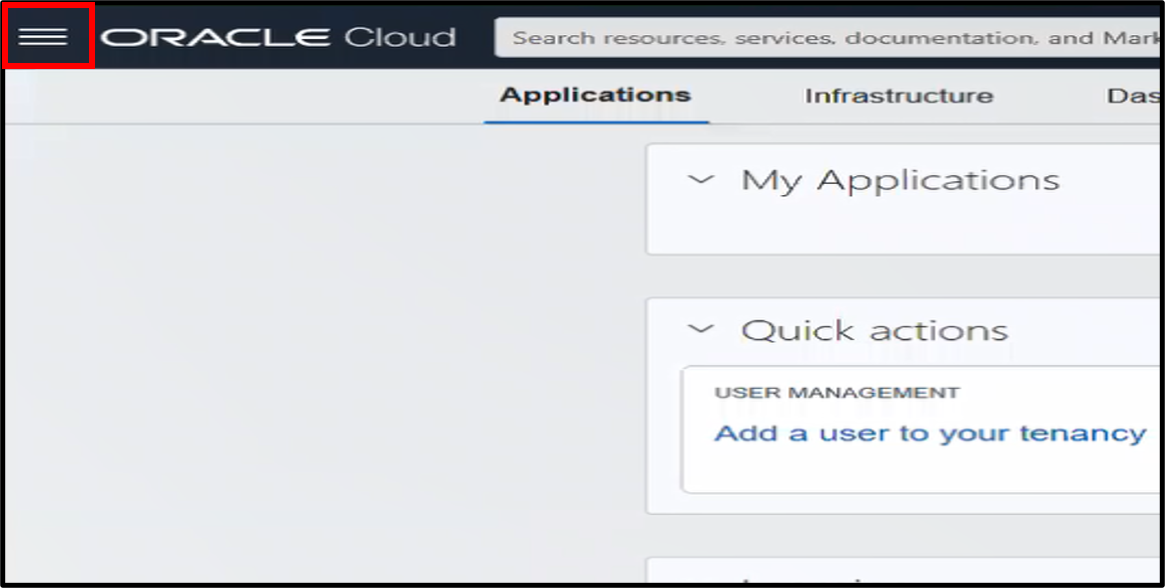 ORACLE Cloud
Search resources, services, documentation, and Mark
Applications Infrastructure Das
My Applications
Quick actions
USER MANAGEMENT
Add a user to your tenancy